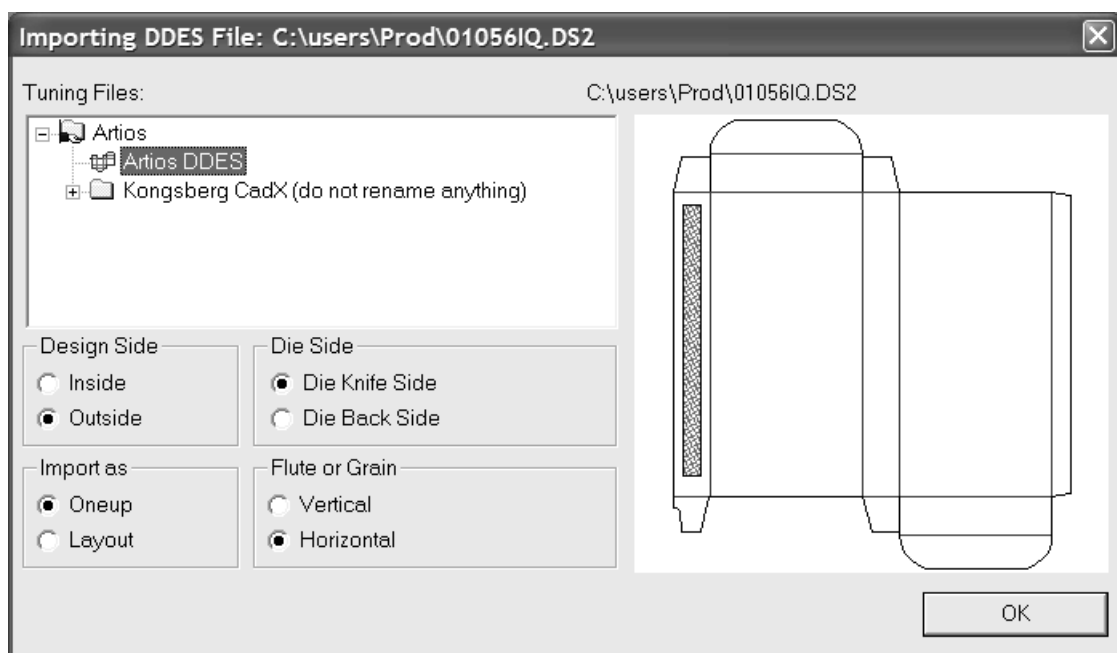 Importing DDES File: C:\users\Prod\01056IQ.DS2
Tuning Files:
C:\users\Prod\01056IQ.DS2
Artios
Artios DDES
Kongsberg CadX (do not rename anything)
Design Side
Inside
Outside
Die Side
Die Knife Side
Die Back Side
Import as
Oneup
Layout
Flute or Grain
Vertical
Horizontal
OK